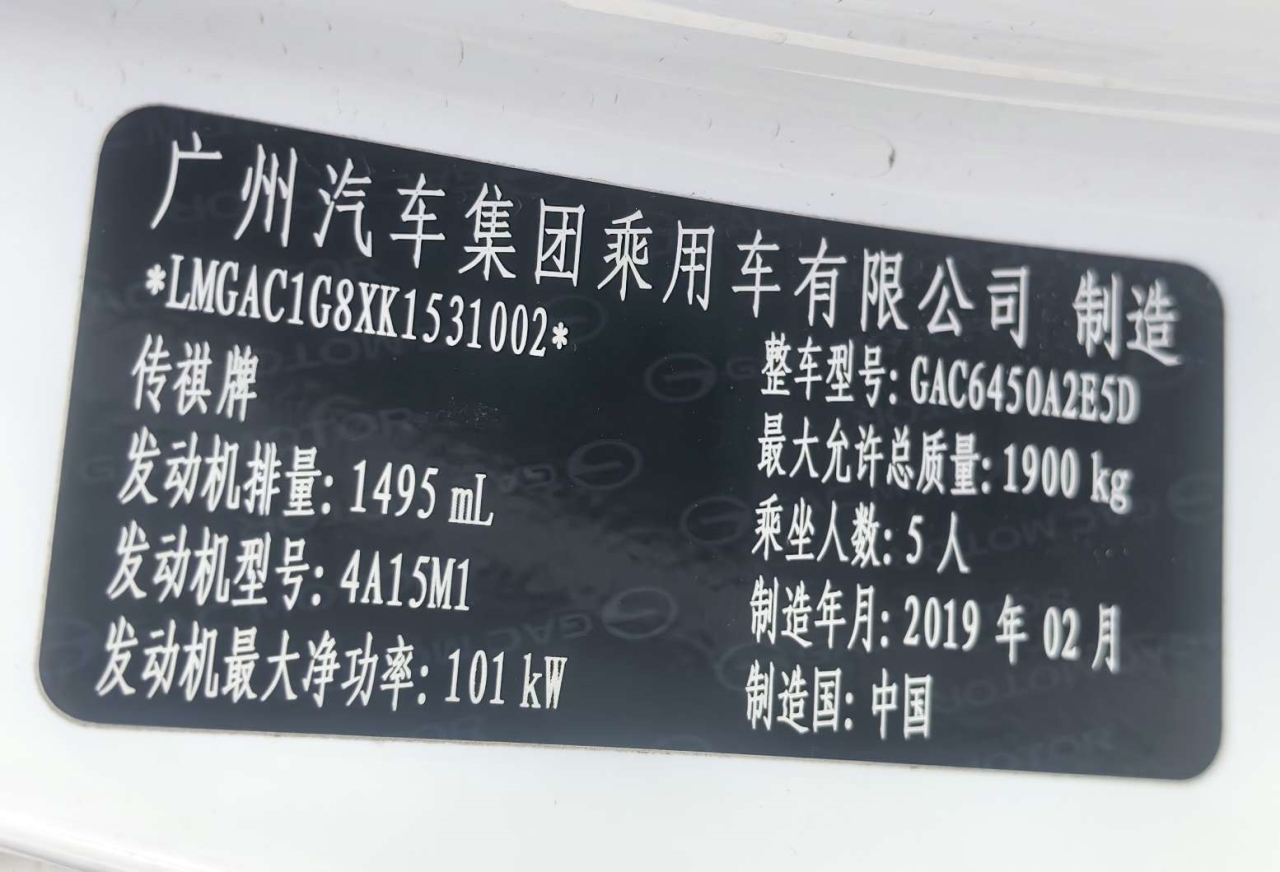 广州汽车集团乘用车有限公司 制造
*LMGAC1G8XK1531002*
传祺牌
发动机排量: 1495 mL
发动机型号: 4A15M1
发动机最大净功率: 101 kW
整车型号: GAC6450A2E5D
最大允许总质量: 1900 kg
乘坐人数: 5 人
制造年月: 2019 年 02 月
制造国: 中国